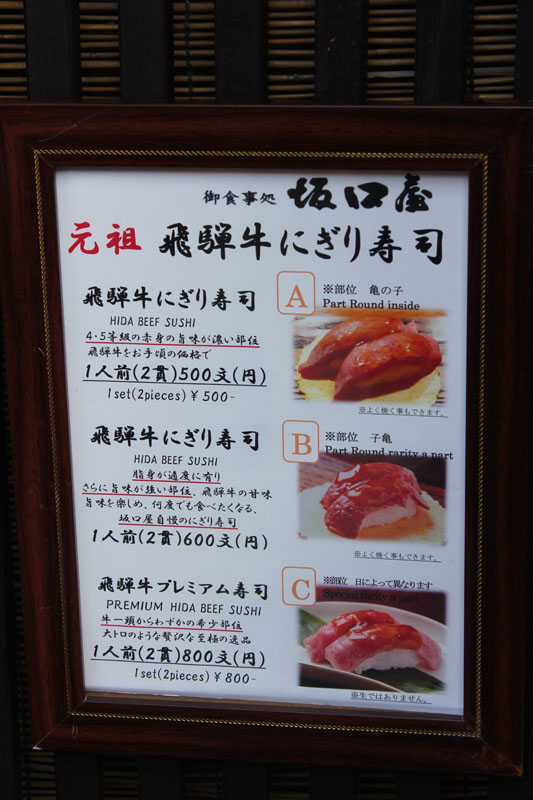 御食事処 坂口屋
元祖 飛騨牛にぎり寿司
飛騨牛にぎり寿司
HIDA BEEF SUSHI
4・5等級の赤身の旨味が濃い部位
飛騨牛をお手頃の価格で
1人前(2貫)500文(円)
1set(2pieces)￥500-
A
※部位 亀の子
Part Round inside
※よく焼く事もできます。
飛騨牛にぎり寿司
HIDA BEEF SUSHI
脂身が適度に有り
さらに旨味が強い部位、飛騨牛の甘味
旨味を楽しめ、何度でも食べたくなる、
坂口屋自慢のにぎり寿司
1人前(2貫)600文(円)
B
※部位 子亀
Part Round rarity a part
※よく焼く事もできます。
飛騨牛プレミアム寿司
PREMIUM HIDA BEEF SUSHI
牛一頭からわずかの希少部位
大トロのような贅沢な至極の逸品
1人前(2貫)800文(円)
1set(2pieces)￥800-
C
※部位 日によって異なります
Special rarity a part
※生ではありません。